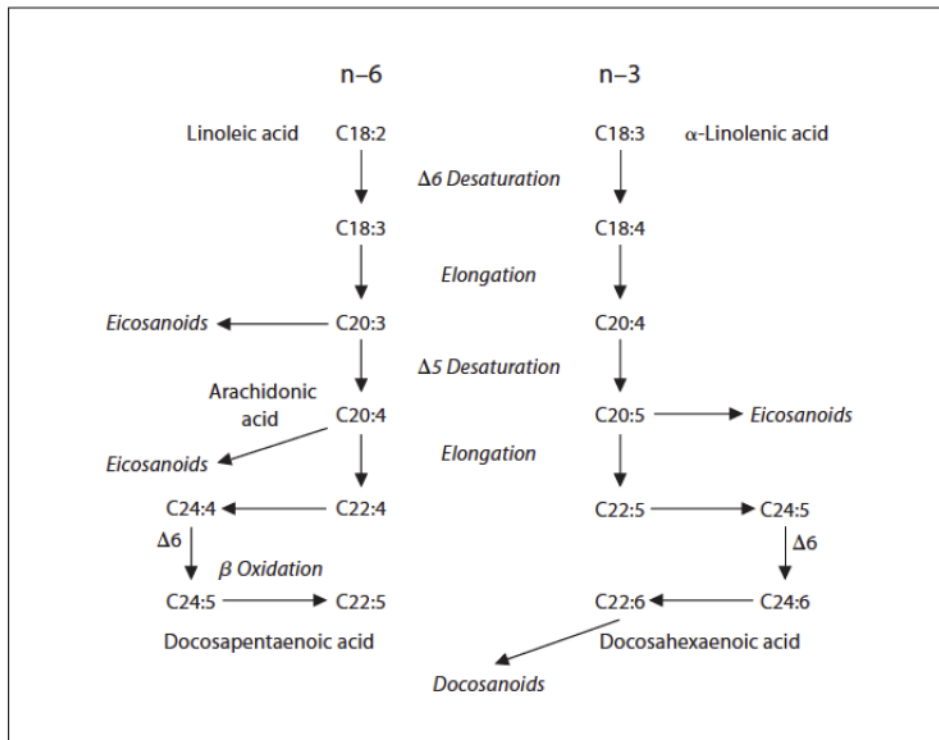 n–6 n–3
Linoleic acid C18:2 C18:3 α-Linolenic acid
Δ6 Desaturation
C18:3 C18:4
Elongation
Eicosanoids C20:3 C20:4
Δ5 Desaturation
Arachidonic
acid
C20:4 C20:5 Eicosanoids
Elongation
Eicosanoids
C24:4 C22:4 C22:5 C24:5
Δ6 Δ6
β Oxidation
C24:5 C22:5 C22:6 C24:6
Docosapentaenoic acid Docosahexaenoic acid
Docosanoids